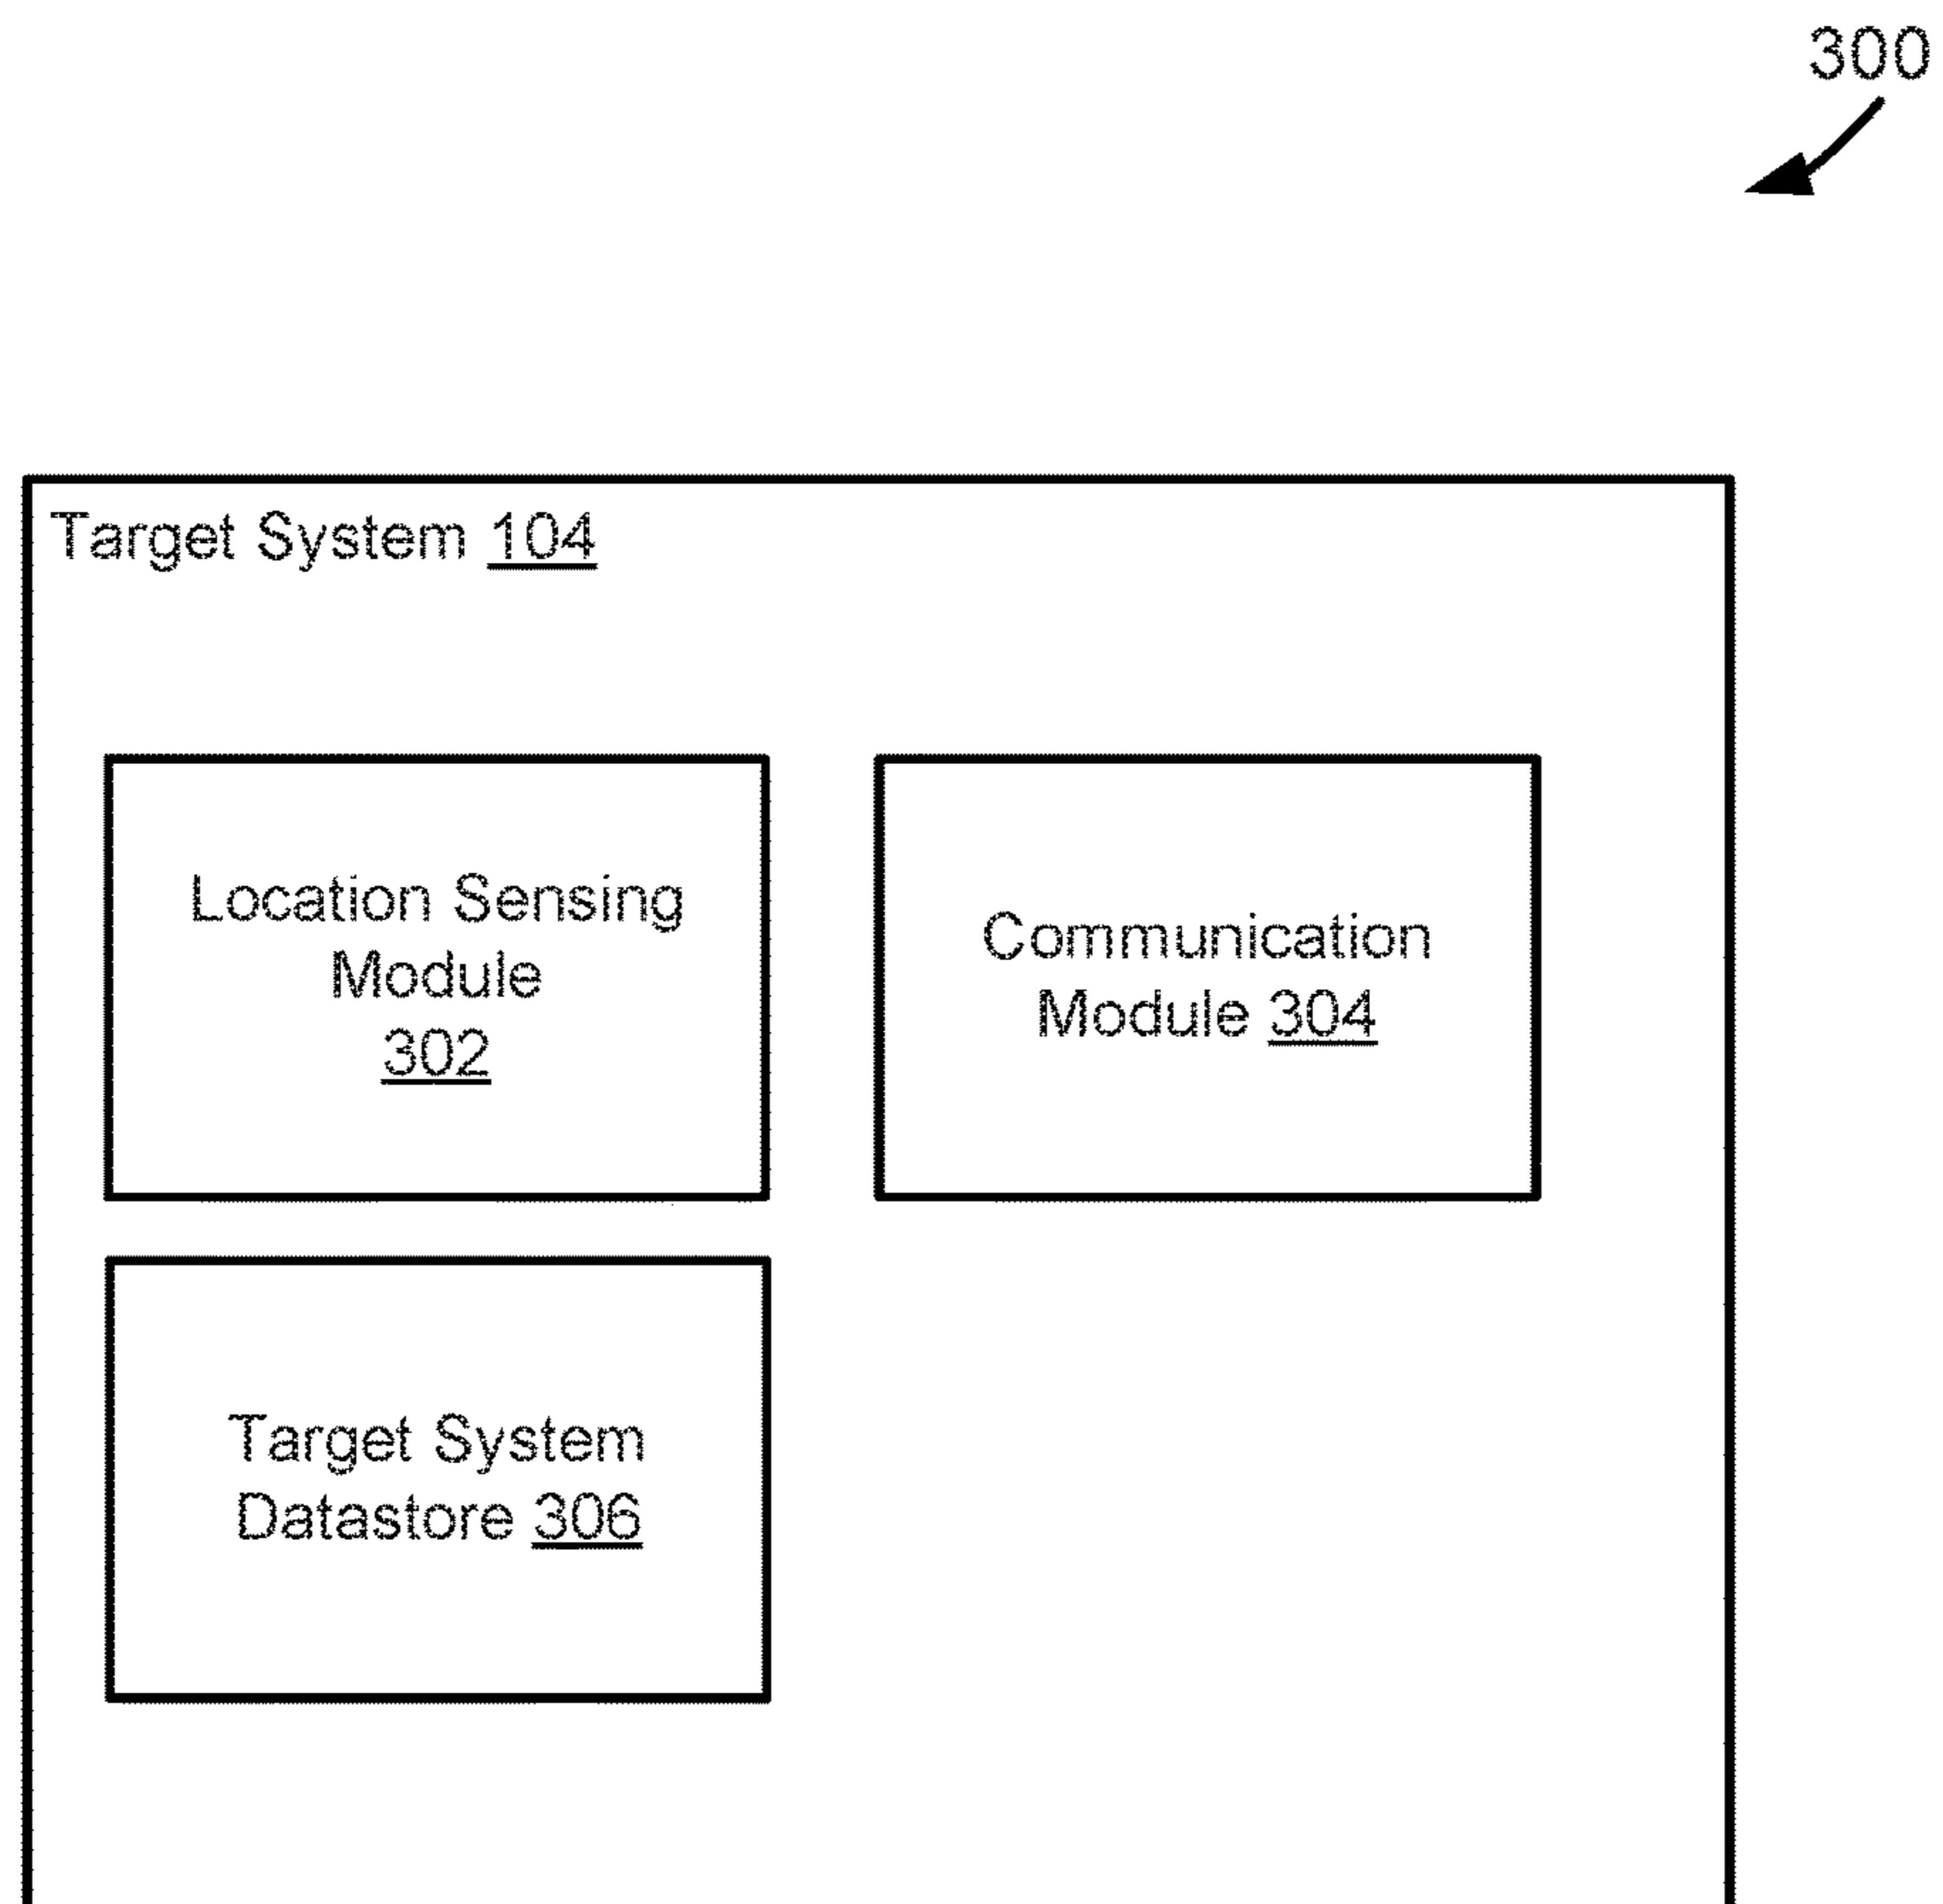 300
Target System 104
Location Sensing
Module
302
Communication
Module 304
Target System
Datastore 306